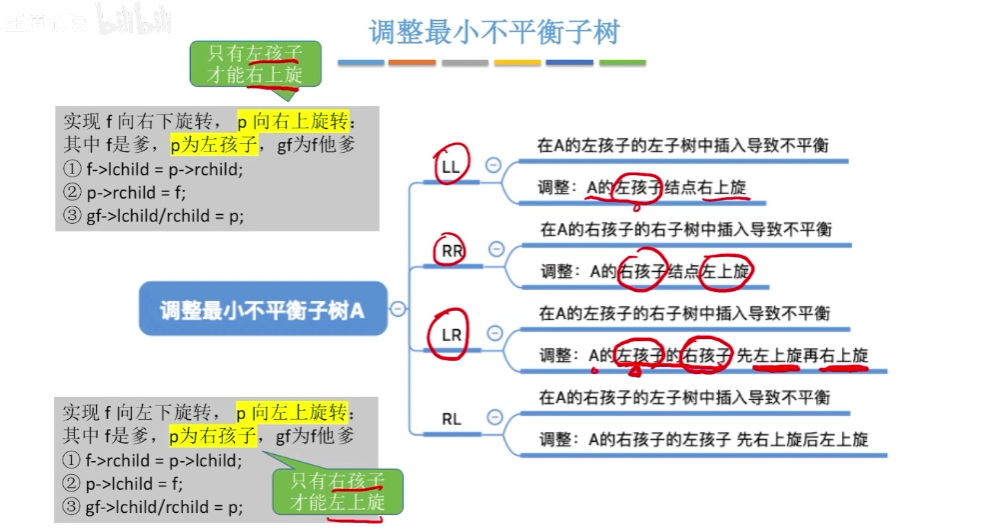 bilibili
调整最小不平衡子树
只有左孩子
才能右上旋
实现 f 向右下旋转， p 向右上旋转：
其中 f是爹，p为左孩子，gf为f他爹
① f->lchild = p->rchild;
② p->rchild = f;
③ gf->lchild/rchild = p;
LL
在A的左孩子的左子树中插入导致不平衡
调整：A的左孩子结点右上旋
RR
在A的右孩子的右子树中插入导致不平衡
调整：A的右孩子结点左上旋
调整最小不平衡子树A
LR
在A的左孩子的右子树中插入导致不平衡
调整：A的左孩子的右孩子 先左上旋再右上旋
RL
在A的右孩子的左子树中插入导致不平衡
调整：A的右孩子的左孩子 先右上旋后左上旋
实现 f 向左下旋转， p 向左上旋转：
其中 f是爹，p为右孩子，gf为f他爹
① f->rchild = p->lchild;
② p->lchild = f;
③ gf->lchild/rchild = p;
只有右孩子
才能左上旋